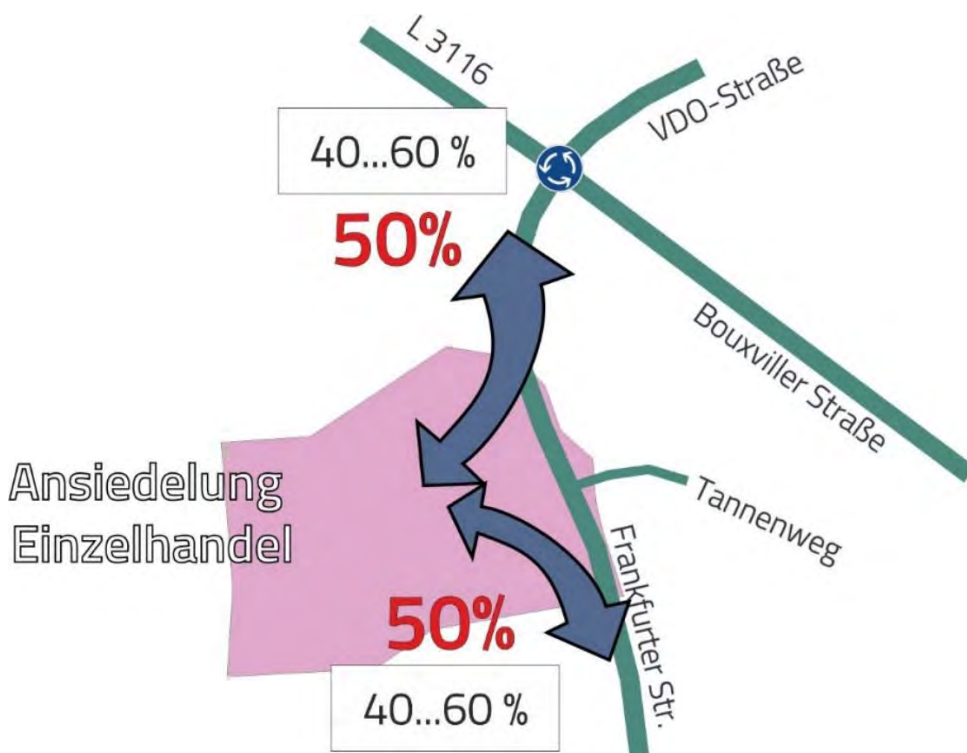 L 3116
VDO-Straße
40...60 %
50%
Bouxviller Straße
Ansiedelung
Einzelhandel
Tannenweg
Frankfurter Str.
50%
40...60 %